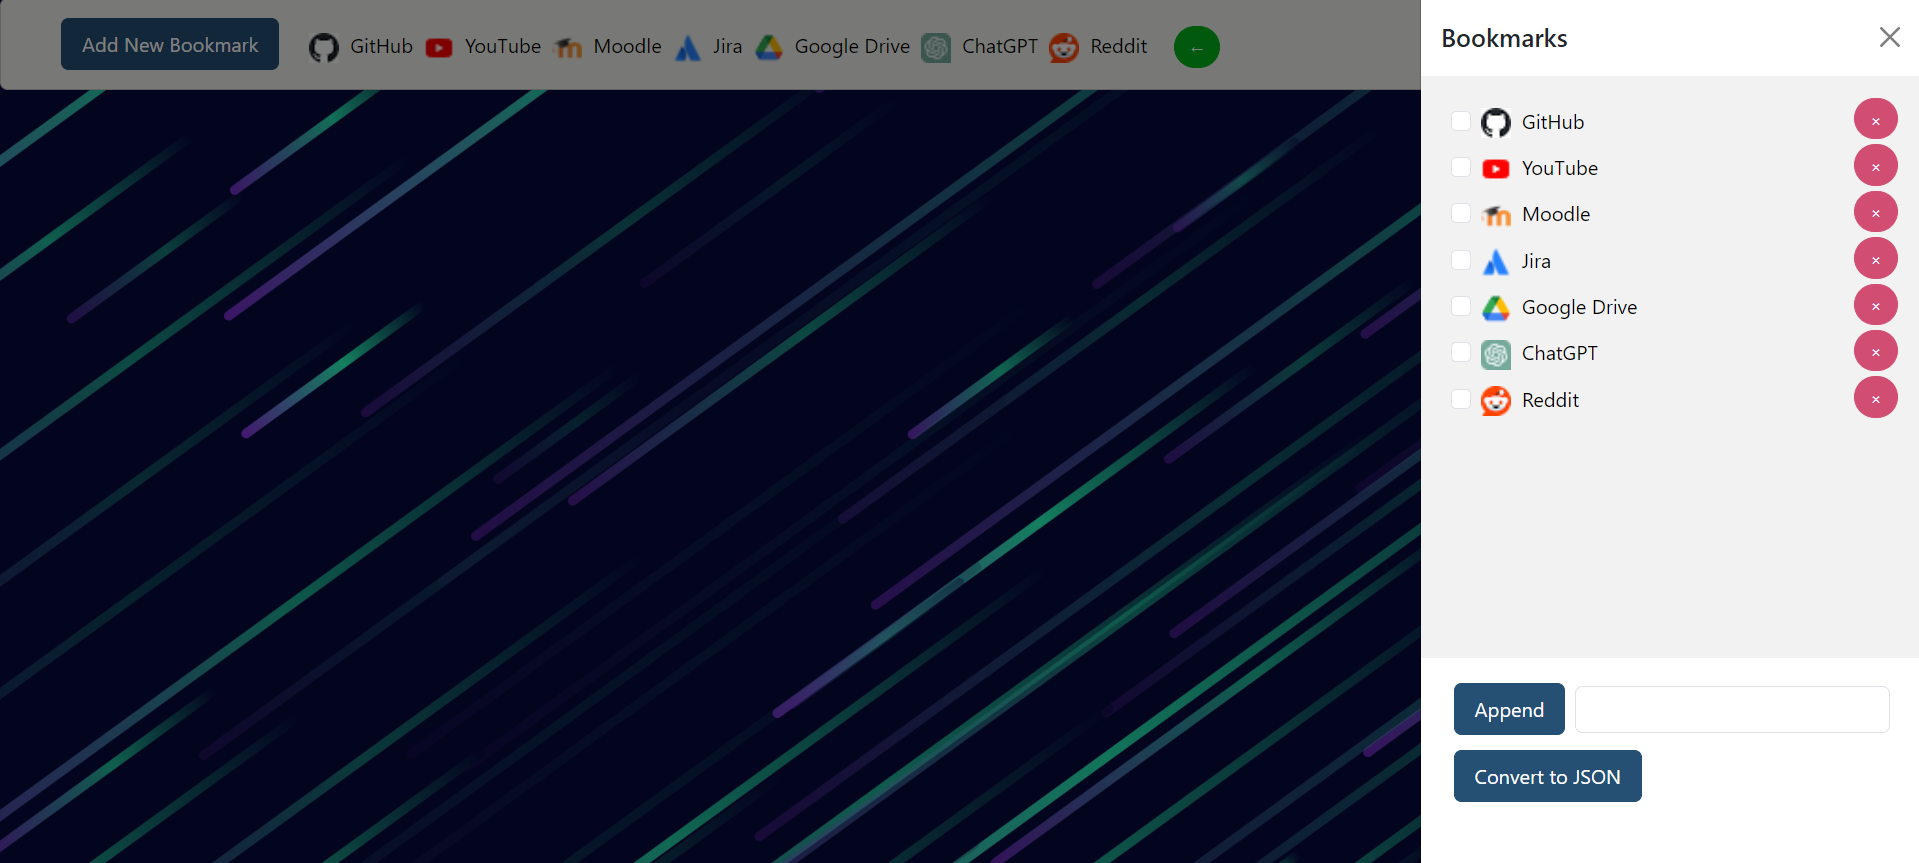 Add New Bookmark GitHub YouTube Moodle Jira Google Drive ChatGPT Reddit ←
Bookmarks
GitHub ×
YouTube ×
Moodle ×
Jira ×
Google Drive ×
ChatGPT ×
Reddit ×
Append
Convert to JSON